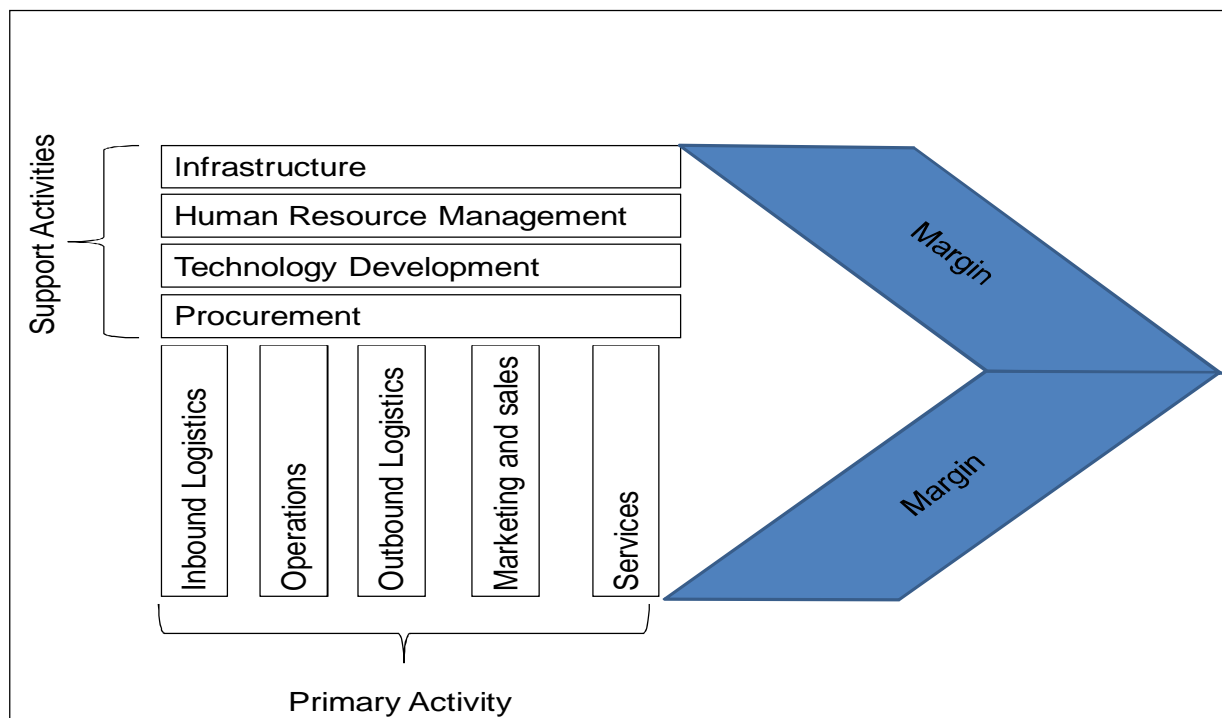 Support Activities
Infrastructure
Human Resource Management
Technology Development
Procurement
Inbound Logistics
Operations
Outbound Logistics
Marketing and sales
Services
Margin
Margin
Primary Activity